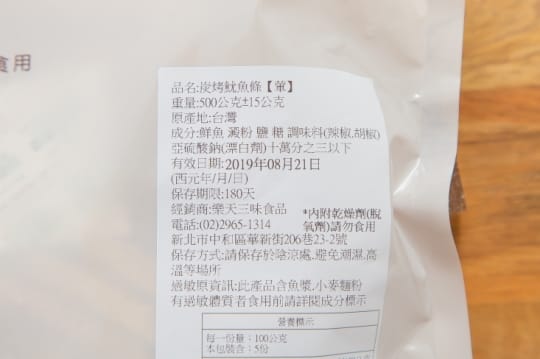 食用
品名:炭烤魷魚條【葷】
重量:500公克±15公克
原產地:台灣
成分:鮮魚 澱粉 鹽 糖 調味料(辣椒.胡椒)
亞硫酸鈉(漂白劑)十萬分之三以下
有效日期:2019年08月21日
(西元年/月/日)
保存期限:180天
經銷商:樂天三味食品
電話:(02)2965-1314
*內附乾燥劑(脫
氧劑)請勿食用
新北市中和區華新街206巷23-2號
保存方式:請保存於陰涼處.避免潮濕.高
溫等場所
過敏原資訊:此產品含魚漿.小麥麵粉
有過敏體質者食用前請詳閱成分標示
營養標示
每一份量:100公克
本包裝含:5份